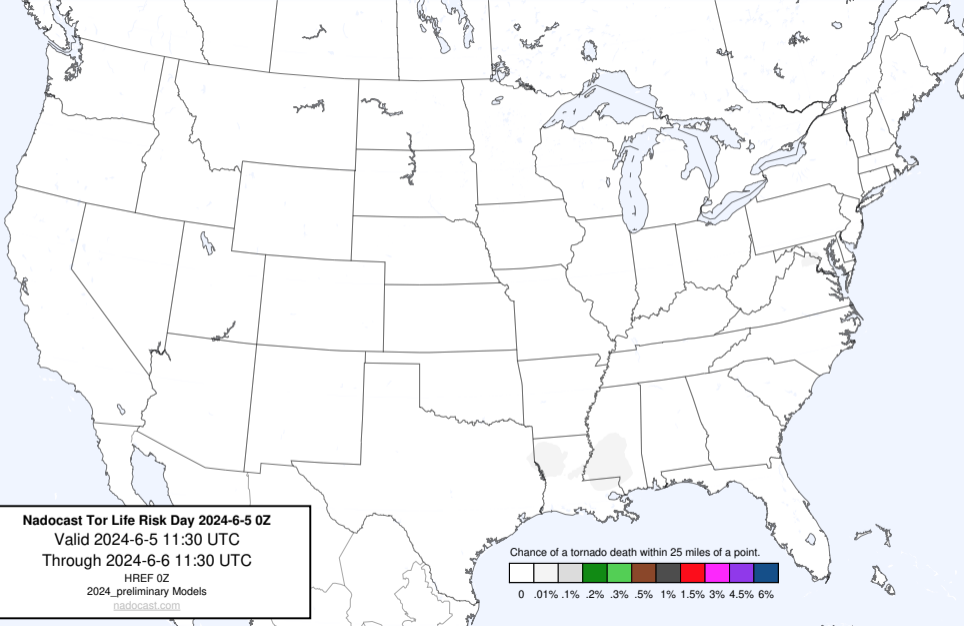 Nadocast Tor Life Risk Day 2024-6-5 0Z
Valid 2024-6-5 11:30 UTC
Through 2024-6-6 11:30 UTC
HREF 0Z
2024_preliminary Models
nadocast.com
Chance of a tornado death within 25 miles of a point.
0 .01% .1% .2% .3% .5% 1% 1.5% 3% 4.5% 6%